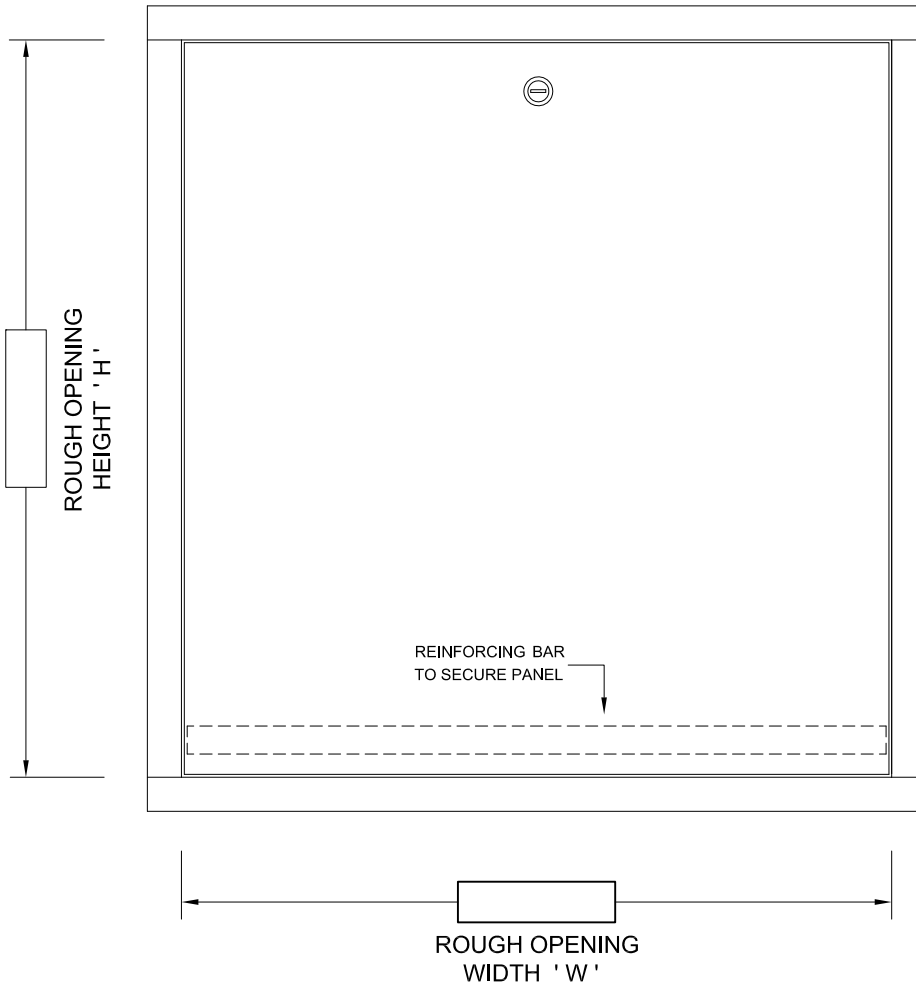 REINFORCING BAR
TO SECURE PANEL
ROUGH OPENING
HEIGHT ' H '
ROUGH OPENING
WIDTH ' W '